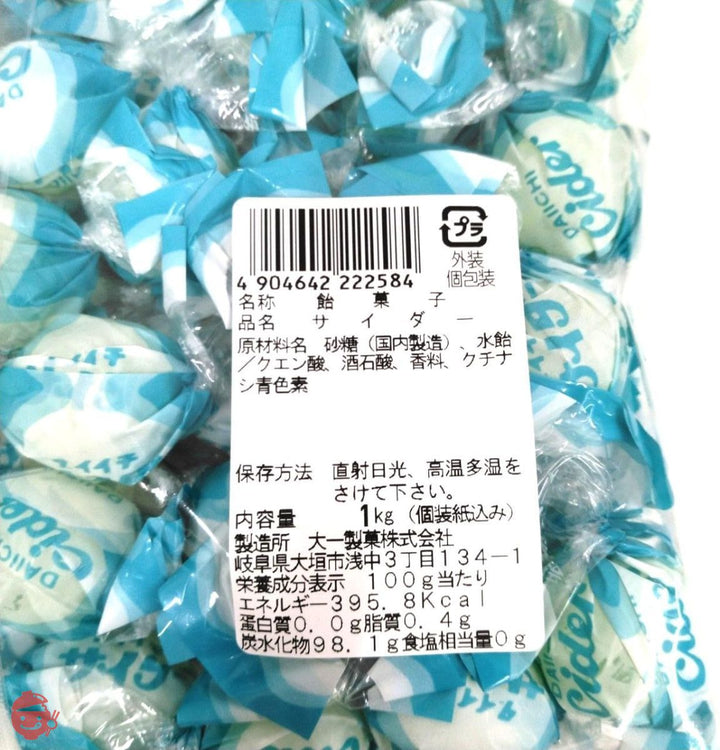 4 904642 222584
プラ
外装
個包装
名称 飴菓子
品名 サイダー
原材料名 砂糖（国内製造）、水飴
／クエン酸、酒石酸、香料、クチナ
シ青色素
保存方法 直射日光、高温多湿を
さけて下さい。
内容量 1kg（個装紙込み）
製造所 大一製菓株式会社
岐阜県大垣市浅中3丁目134-1
栄養成分表示 100g当たり
エネルギー395.8Kcal
蛋白質0.0g脂質0.4g
炭水化物98.1g食塩相当量0g
DAIICHI
Cider
DAIICHI
Cider
Cider
Cider